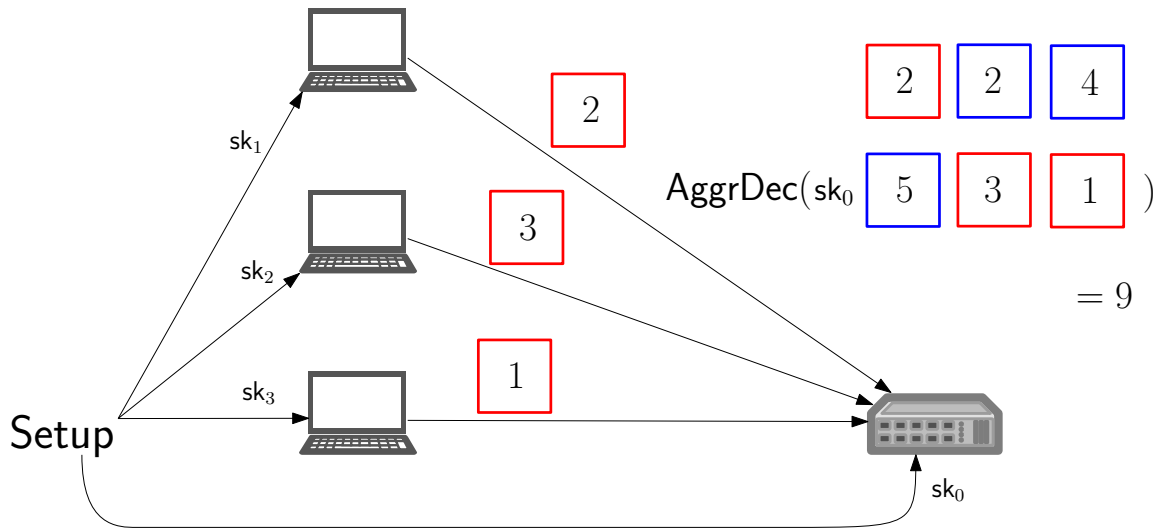 2 2 4
2
sk₁
AggrDec(sk₀ 5 3 1 )
3
sk₂
= 9
1
sk₃
Setup
sk₀